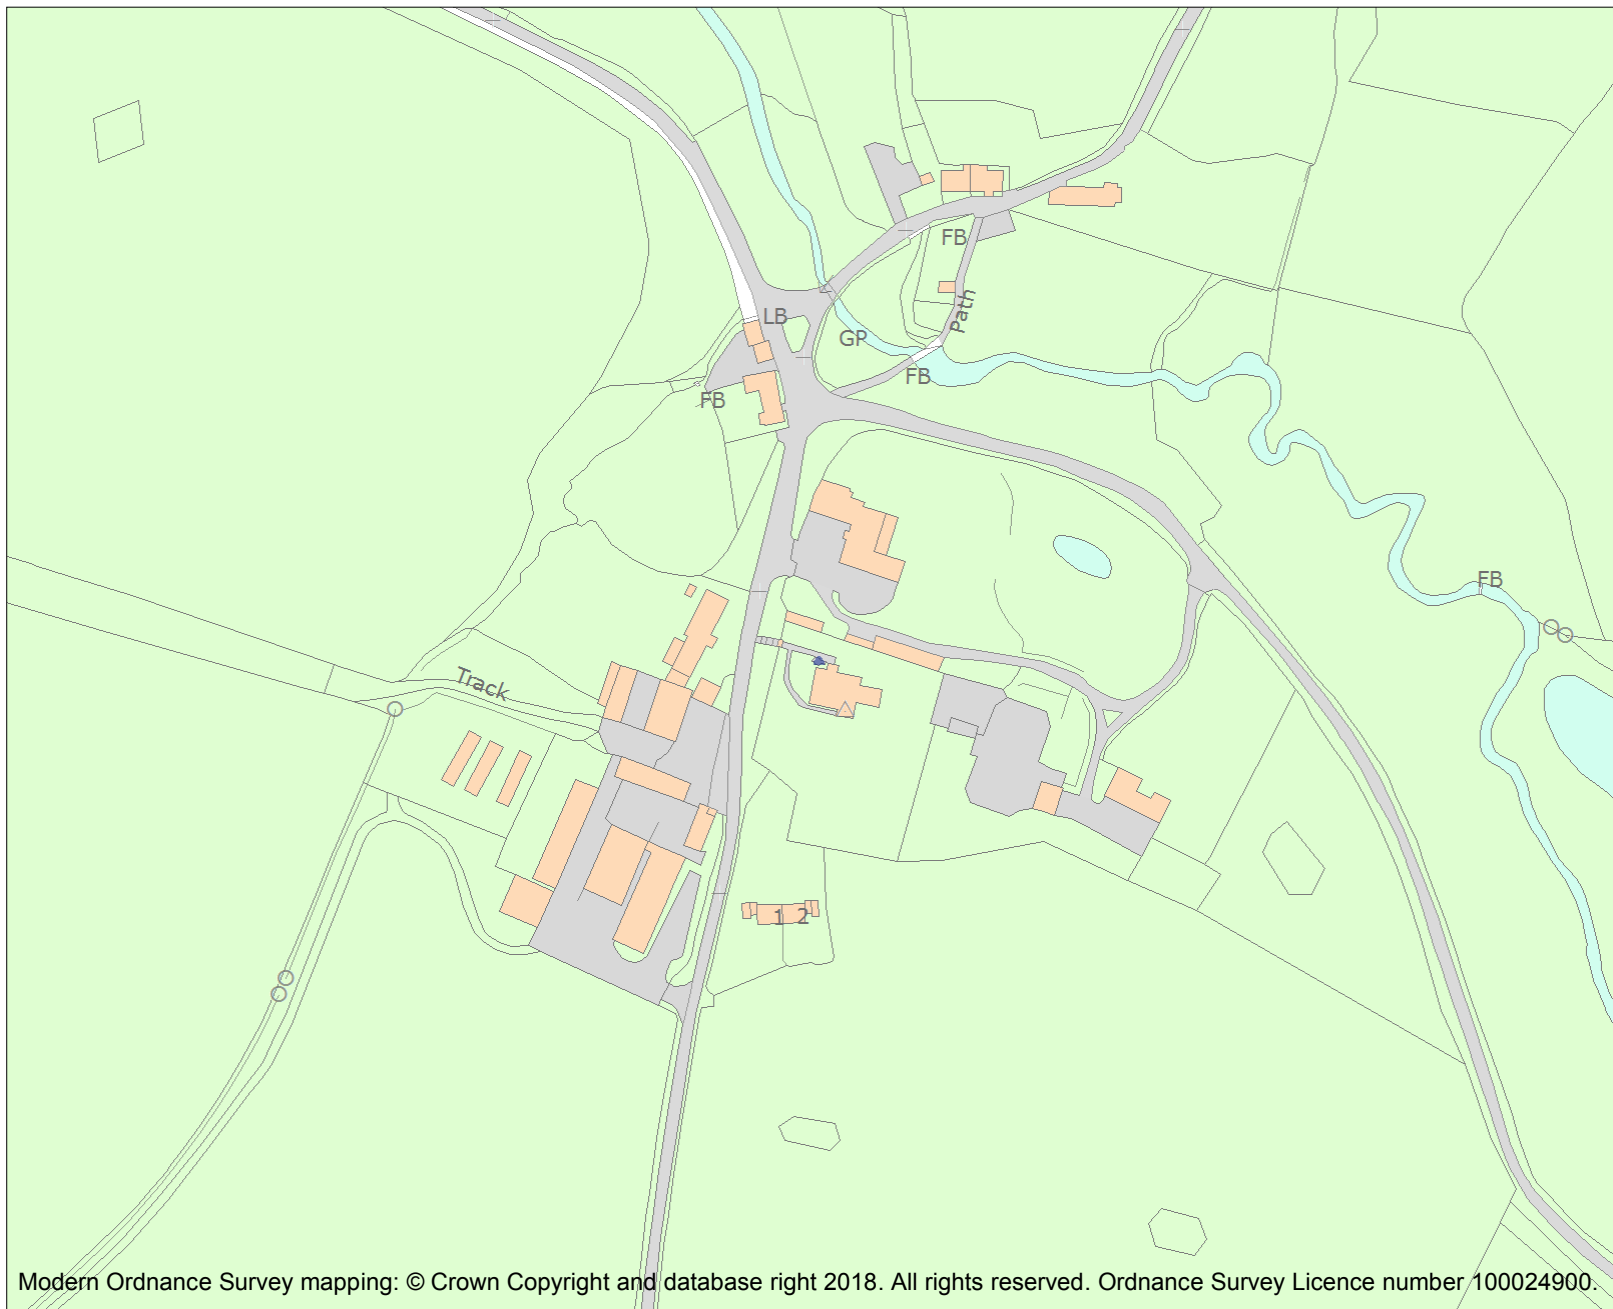 FB
Path
LB
GP
FB
FB
FB
Track
1 2
Modern Ordnance Survey mapping: © Crown Copyright and database right 2018. All rights reserved. Ordnance Survey Licence number 100024900.